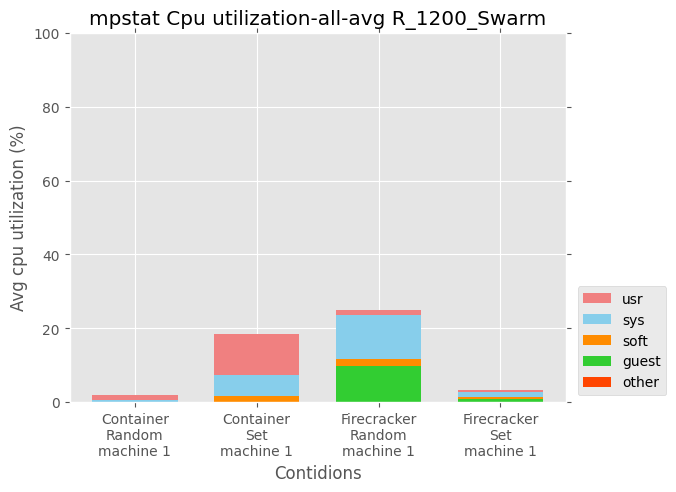 mpstat Cpu utilization-all-avg R_1200_Swarm
Avg cpu utilization (%)
100
80
60
40
20
0
Container
Random
machine 1
Container
Set
machine 1
Firecracker
Random
machine 1
Firecracker
Set
machine 1
Contidions
usr
sys
soft
guest
other